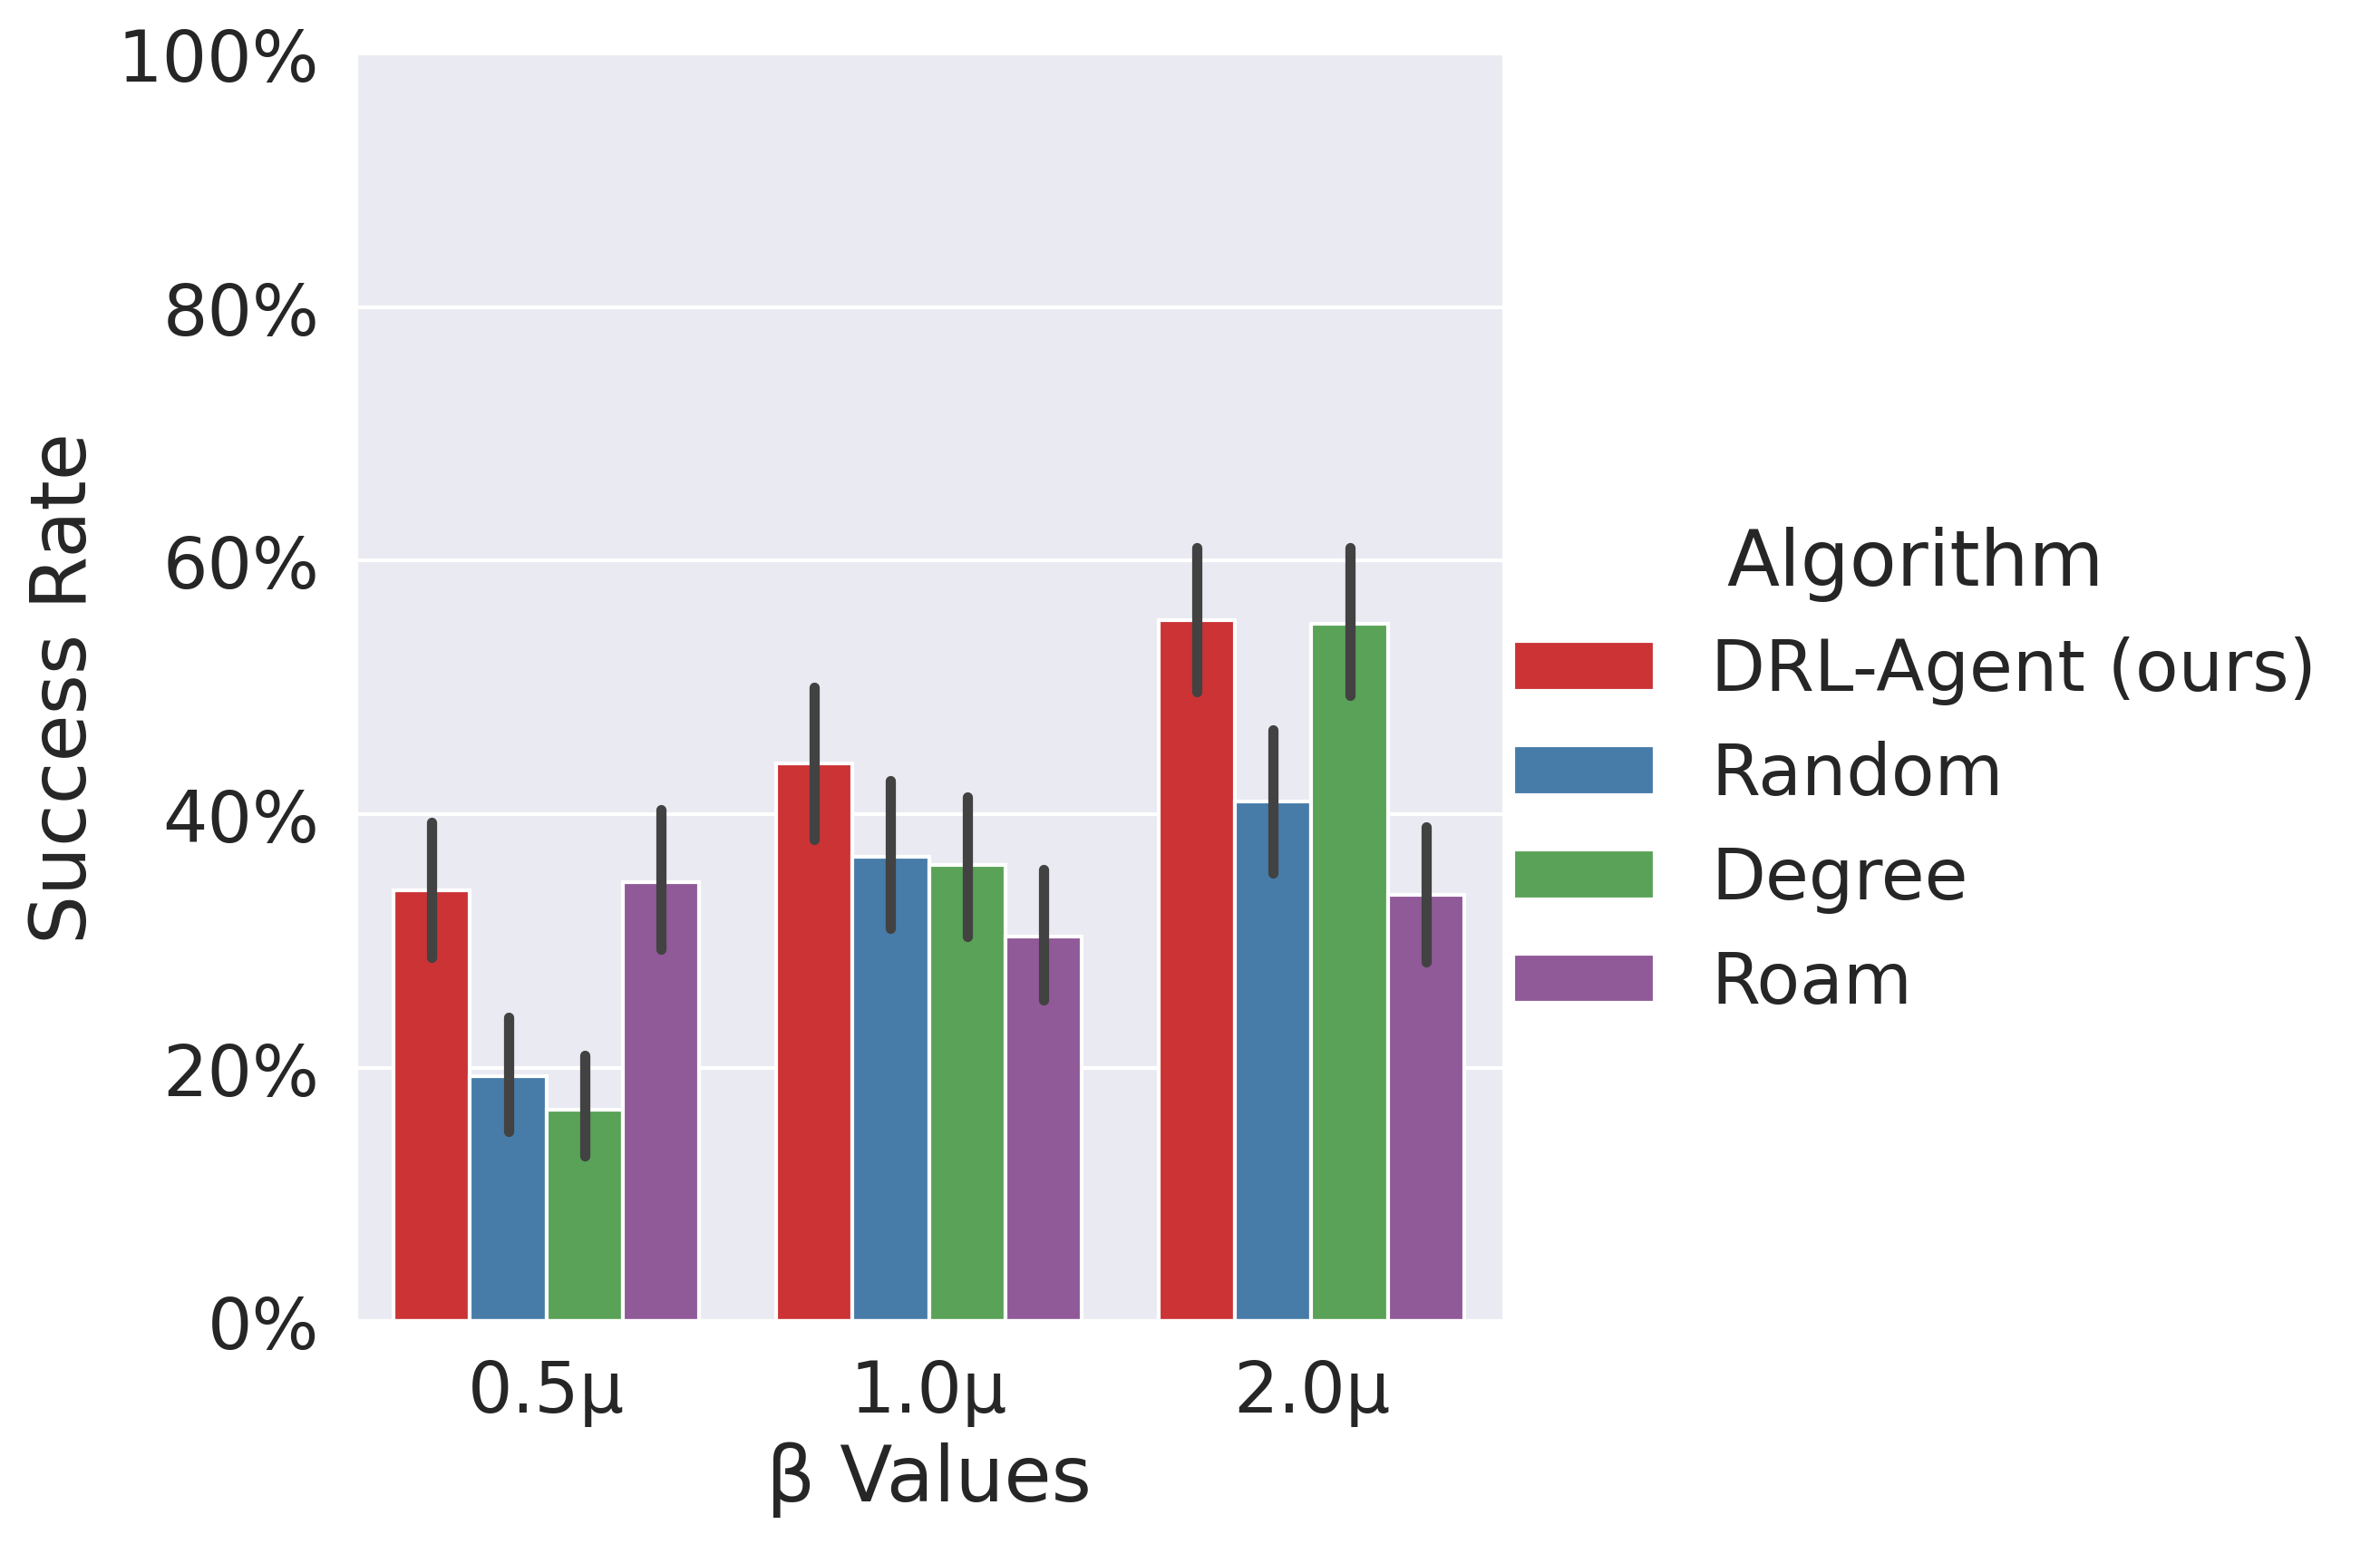 100%
80%
60%
40%
20%
0%
Success Rate
0.5μ 1.0μ 2.0μ
β Values
Algorithm
DRL-Agent (ours)
Random
Degree
Roam